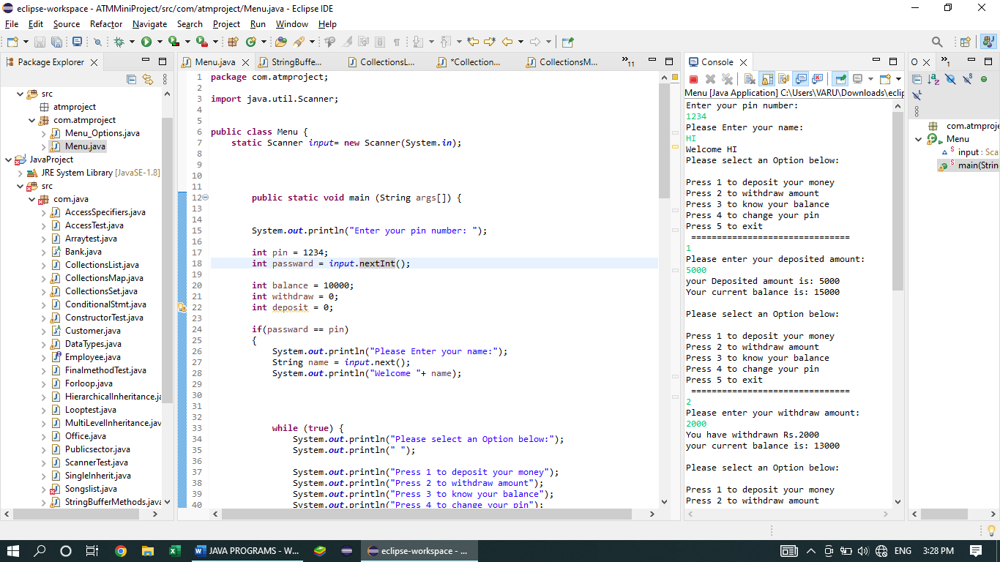 eclipse-workspace - ATMMiniProject/src/com/atmproject/Menu.java - Eclipse IDE
File Edit Source Refactor Navigate Search Project Run Window Help
Package Explorer
src
atmproject
com.atmproject
Menu_Options.java
Menu.java
JavaProject
JRE System Library [JavaSE-1.8]
src
com.java
AccessSpecifiers.java
AccessTest.java
Arraytest.java
Bank.java
CollectionsList.java
CollectionsMap.java
CollectionsSet.java
ConditionalStmt.java
ConstructorTest.java
Customer.java
DataTypes.java
Employee.java
FinalmethodTest.java
Forloop.java
HierarchicalInheritance.ja
Looptest.java
MultiLevelInheritance.jav
Office.java
Publicsector.java
ScannerTest.java
SingleInherit.java
Songslist.java
StringBufferMethods.java
Menu.java StringBuffe... CollectionsL... *Collection... CollectionsM... »11
1 package com.atmproject;
2
3 import java.util.Scanner;
4
5
6 public class Menu {
7 static Scanner input= new Scanner(System.in);
8
9
10
11
12 public static void main (String args[]) {
13
14
15 System.out.println("Enter your pin number: ");
16
17 int pin = 1234;
18 int passward = input.nextInt();
19
20 int balance = 10000;
21 int withdraw = 0;
22 int deposit = 0;
23
24 if(passward == pin)
25 {
26 System.out.println("Please Enter your name:");
27 String name = input.next();
28 System.out.println("Welcome "+ name);
29
30
31
32
33 while (true) {
34 System.out.println("Please select an Option below:");
35 System.out.println(" ");
36
37 System.out.println("Press 1 to deposit your money");
38 System.out.println("Press 2 to withdraw amount");
39 System.out.println("Press 3 to know your balance");
40 System.out.println("Press 4 to change your pin");
Console
Menu [Java Application] C:\Users\VARU\Downloads\eclip
Enter your pin number:
1234
Please Enter your name:
HI
Welcome HI
Please select an Option below:
Press 1 to deposit your money
Press 2 to withdraw amount
Press 3 to know your balance
Press 4 to change your pin
Press 5 to exit
===============================
1
Please enter your deposited amount:
5000
your Deposited amount is: 5000
Your current balance is: 15000
Please select an Option below:
Press 1 to deposit your money
Press 2 to withdraw amount
Press 3 to know your balance
Press 4 to change your pin
Press 5 to exit
===============================
2
Please enter your withdraw amount:
2000
You have withdrawn Rs.2000
your current balance is: 13000
Please select an Option below:
Press 1 to deposit your money
Press 2 to withdraw amount
O »1
com.atmproje
Menu
input : Sca
main(Strin
JAVA PROGRAMS - W...
eclipse-workspace - ...
ENG
3:28 PM